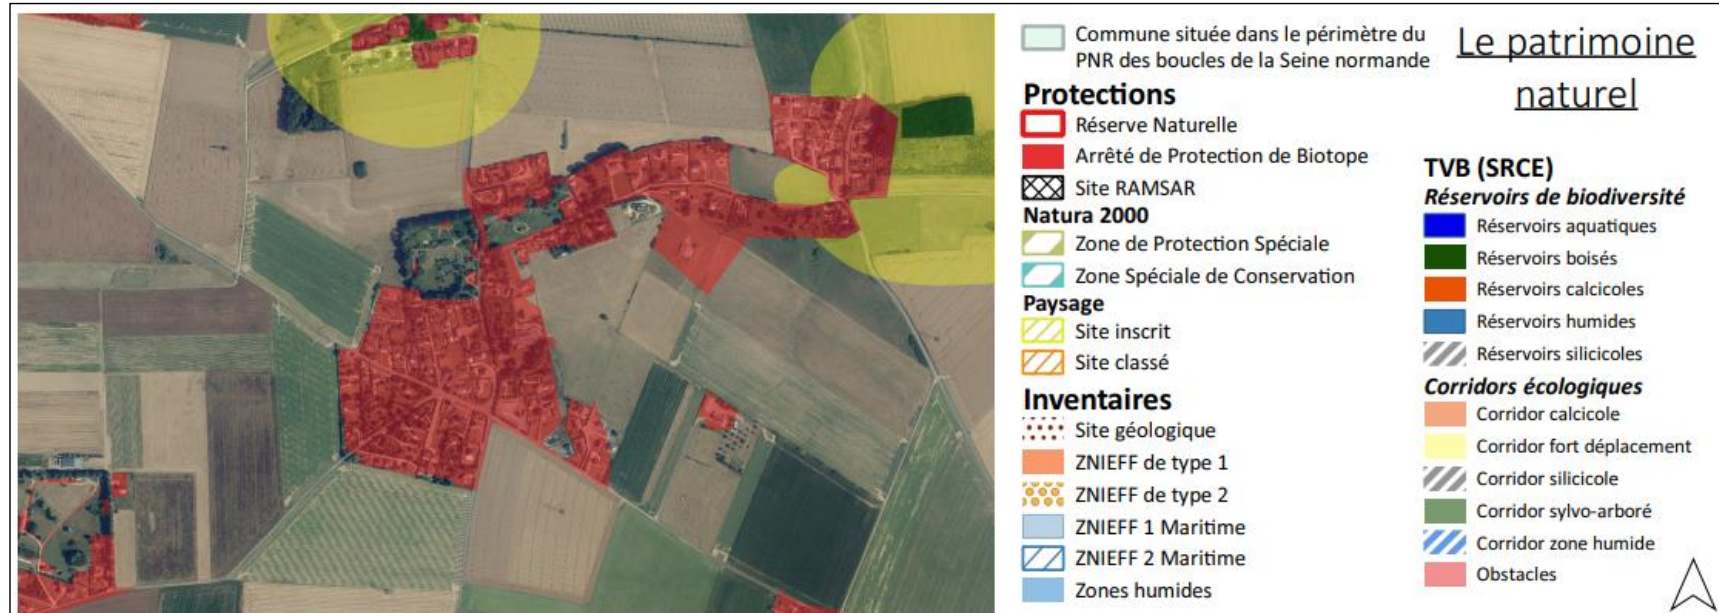 Le patrimoine
naturel
Commune située dans le périmètre du
PNR des boucles de la Seine normande
Protections
Réserve Naturelle
Arrêté de Protection de Biotope
Site RAMSAR
Natura 2000
Zone de Protection Spéciale
Zone Spéciale de Conservation
Paysage
Site inscrit
Site classé
Inventaires
Site géologique
ZNIEFF de type 1
ZNIEFF de type 2
ZNIEFF 1 Maritime
ZNIEFF 2 Maritime
Zones humides
TVB (SRCE)
Réservoirs de biodiversité
Réservoirs aquatiques
Réservoirs boisés
Réservoirs calcicoles
Réservoirs humides
Réservoirs silicicoles
Corridors écologiques
Corridor calcicole
Corridor fort déplacement
Corridor silicicole
Corridor sylvo-arboré
Corridor zone humide
Obstacles